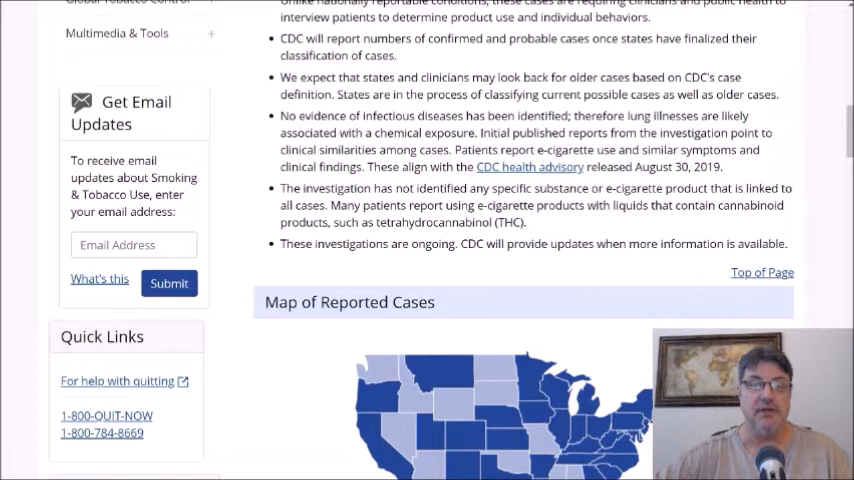 Global Tobacco Control
Multimedia & Tools +
Get Email
Updates
To receive email
updates about Smoking
& Tobacco Use, enter
your email address:
Email Address
What's this
Submit
Quick Links
For help with quitting
1-800-QUIT-NOW
1-800-784-8669
Unlike nationally reportable conditions, these cases are requiring clinicians and public health to
interview patients to determine product use and individual behaviors.
• CDC will report numbers of confirmed and probable cases once states have finalized their
classification of cases.
• We expect that states and clinicians may look back for older cases based on CDC's case
definition. States are in the process of classifying current possible cases as well as older cases.
• No evidence of infectious diseases has been identified; therefore lung illnesses are likely
associated with a chemical exposure. Initial published reports from the investigation point to
clinical similarities among cases. Patients report e-cigarette use and similar symptoms and
clinical findings. These align with the CDC health advisory released August 30, 2019.
• The investigation has not identified any specific substance or e-cigarette product that is linked to
all cases. Many patients report using e-cigarette products with liquids that contain cannabinoid
products, such as tetrahydrocannabinol (THC).
• These investigations are ongoing. CDC will provide updates when more information is available.
Top of Page
Map of Reported Cases